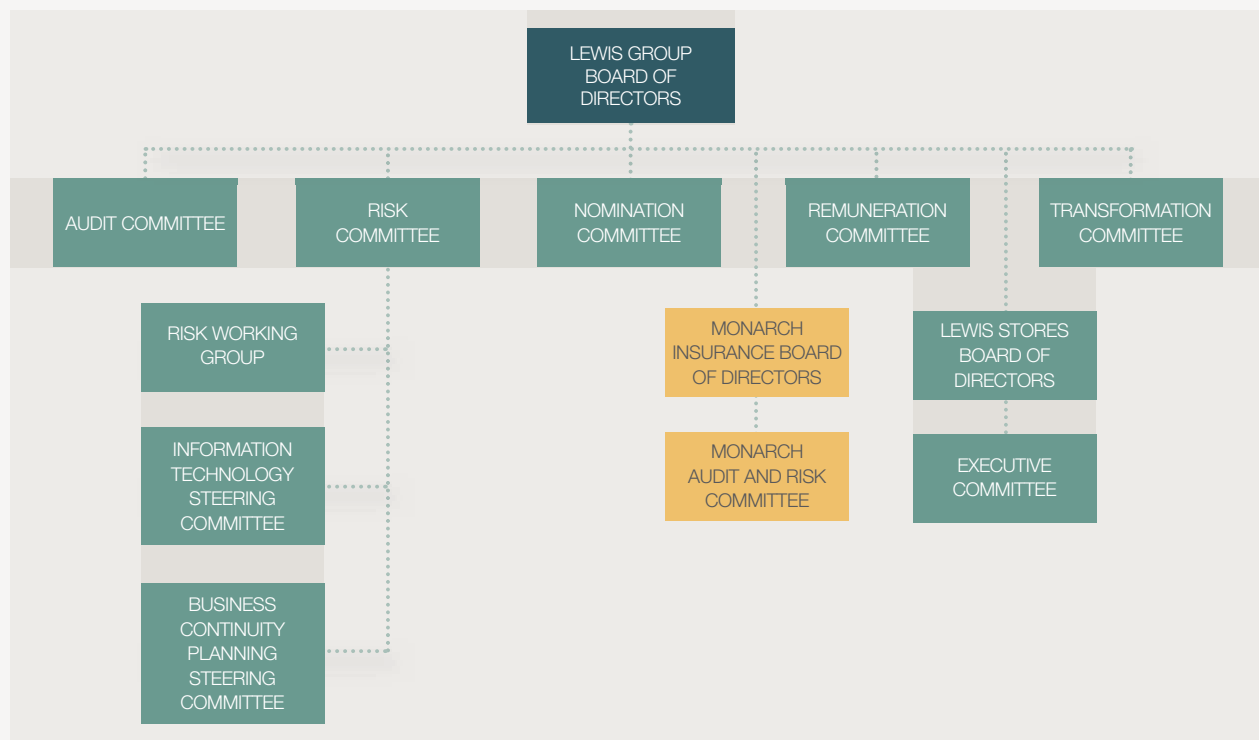 LEWIS GROUP
BOARD OF
DIRECTORS
AUDIT COMMITTEE
RISK
COMMITTEE
NOMINATION
COMMITTEE
REMUNERATION
COMMITTEE
TRANSFORMATION
COMMITTEE
RISK WORKING
GROUP
MONARCH
INSURANCE BOARD
OF DIRECTORS
LEWIS STORES
BOARD OF
DIRECTORS
INFORMATION
TECHNOLOGY
STEERING
COMMITTEE
MONARCH
AUDIT AND RISK
COMMITTEE
EXECUTIVE
COMMITTEE
BUSINESS
CONTINUITY
PLANNING
STEERING
COMMITTEE